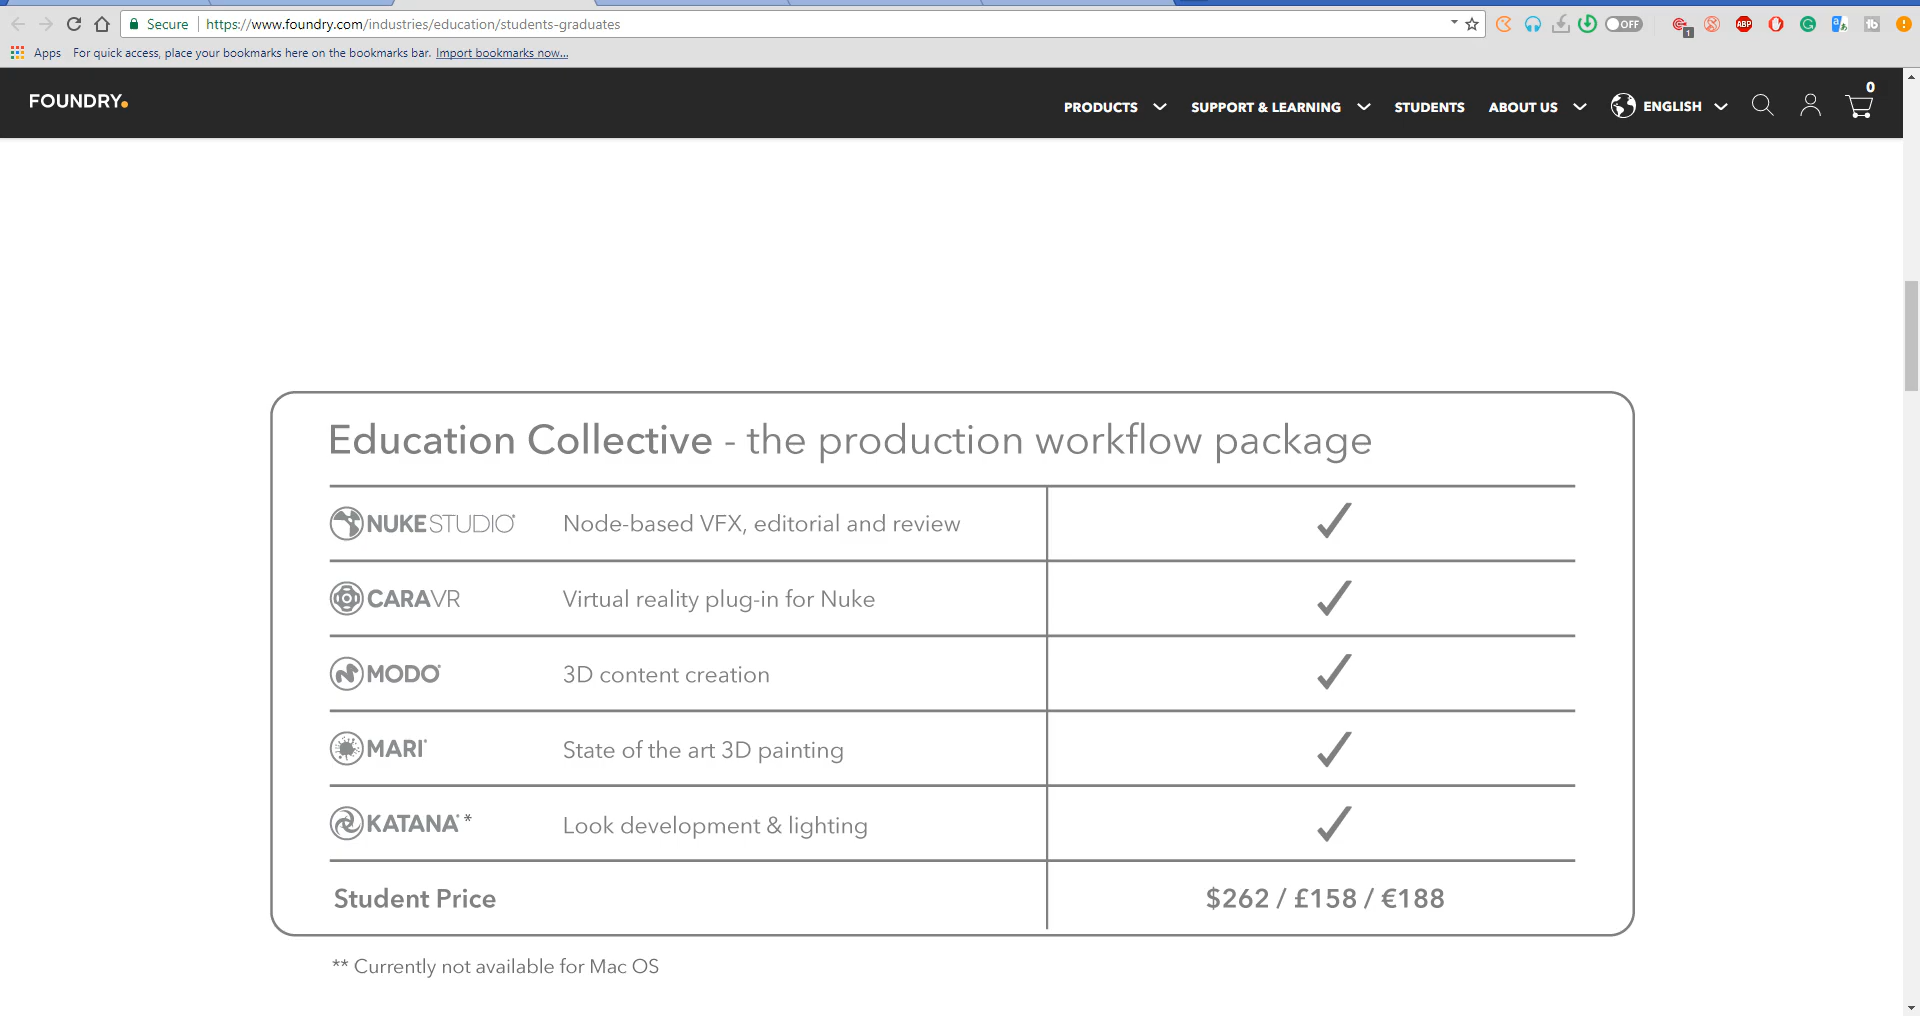 Secure https://www.foundry.com/industries/education/students-graduates
OFF 1 ABP
Apps For quick access, place your bookmarks here on the bookmarks bar. Import bookmarks now...
FOUNDRY. PRODUCTS SUPPORT & LEARNING STUDENTS ABOUT US ENGLISH 0
Education Collective - the production workflow package
NUKESTUDIO® Node-based VFX, editorial and review
CARAVR Virtual reality plug-in for Nuke
MODO® 3D content creation
MARI® State of the art 3D painting
KATANA®* Look development & lighting
Student Price $262 / £158 / €188
** Currently not available for Mac OS